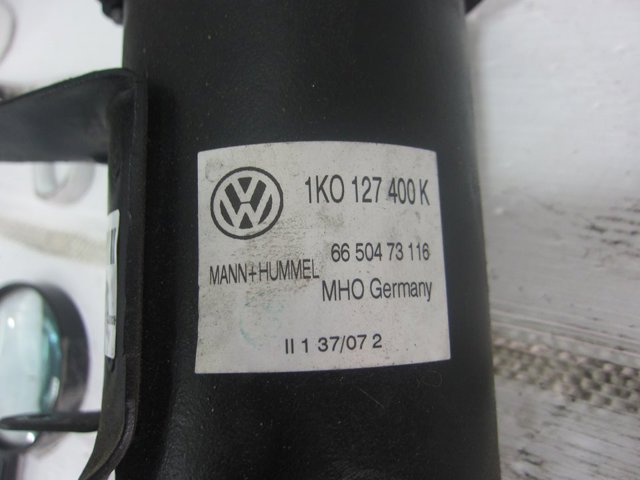 1KO 127 400 K
66 504 73 116
MANN+HUMMEL
MHO Germany
II 1 37/07 2